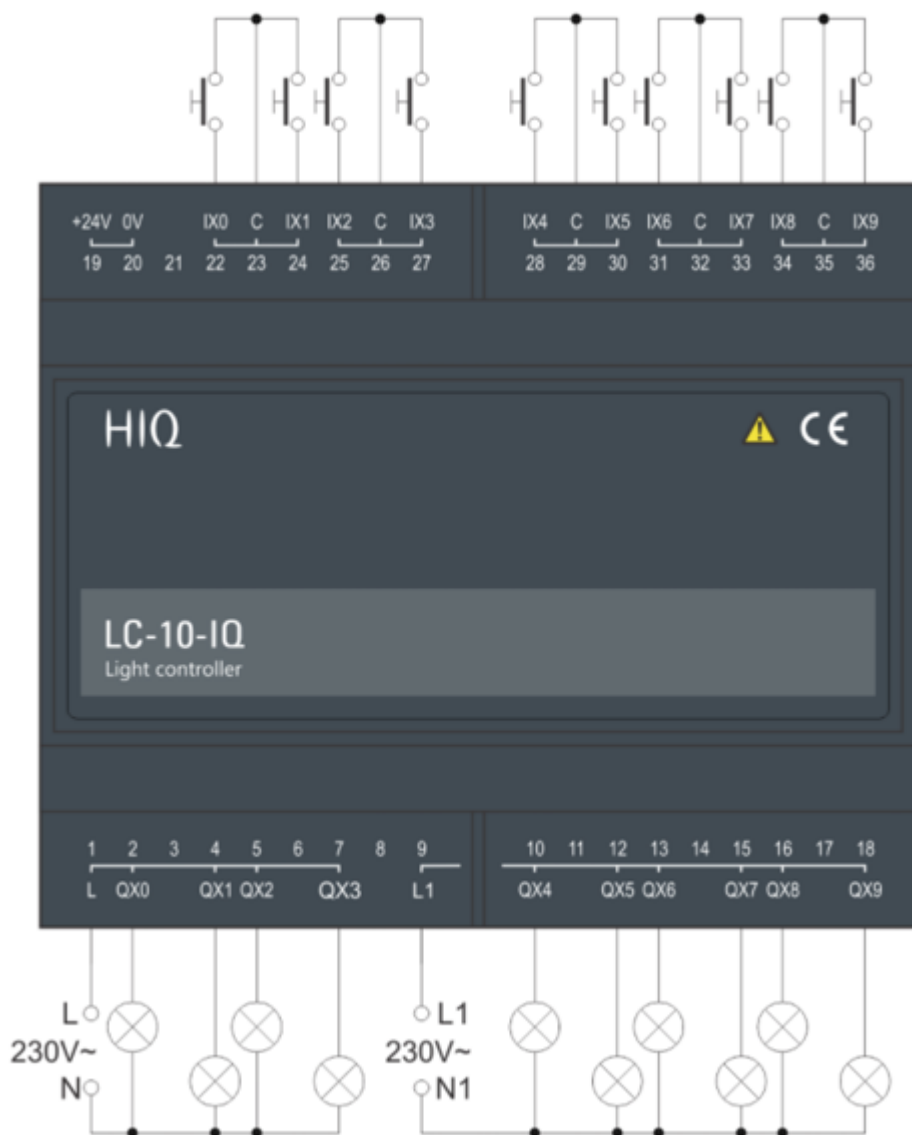 +24V 0V IX0 C IX1 IX2 C IX3 IX4 C IX5 IX6 C IX7 IX8 C IX9
19 20 21 22 23 24 25 26 27 28 29 30 31 32 33 34 35 36
HIQ
CE
LC-10-IQ
Light controller
1 2 3 4 5 6 7 8 9 10 11 12 13 14 15 16 17 18
L QX0 QX1 QX2 QX3 L1 QX4 QX5 QX6 QX7 QX8 QX9
L L1
230V~ 230V~
N N1